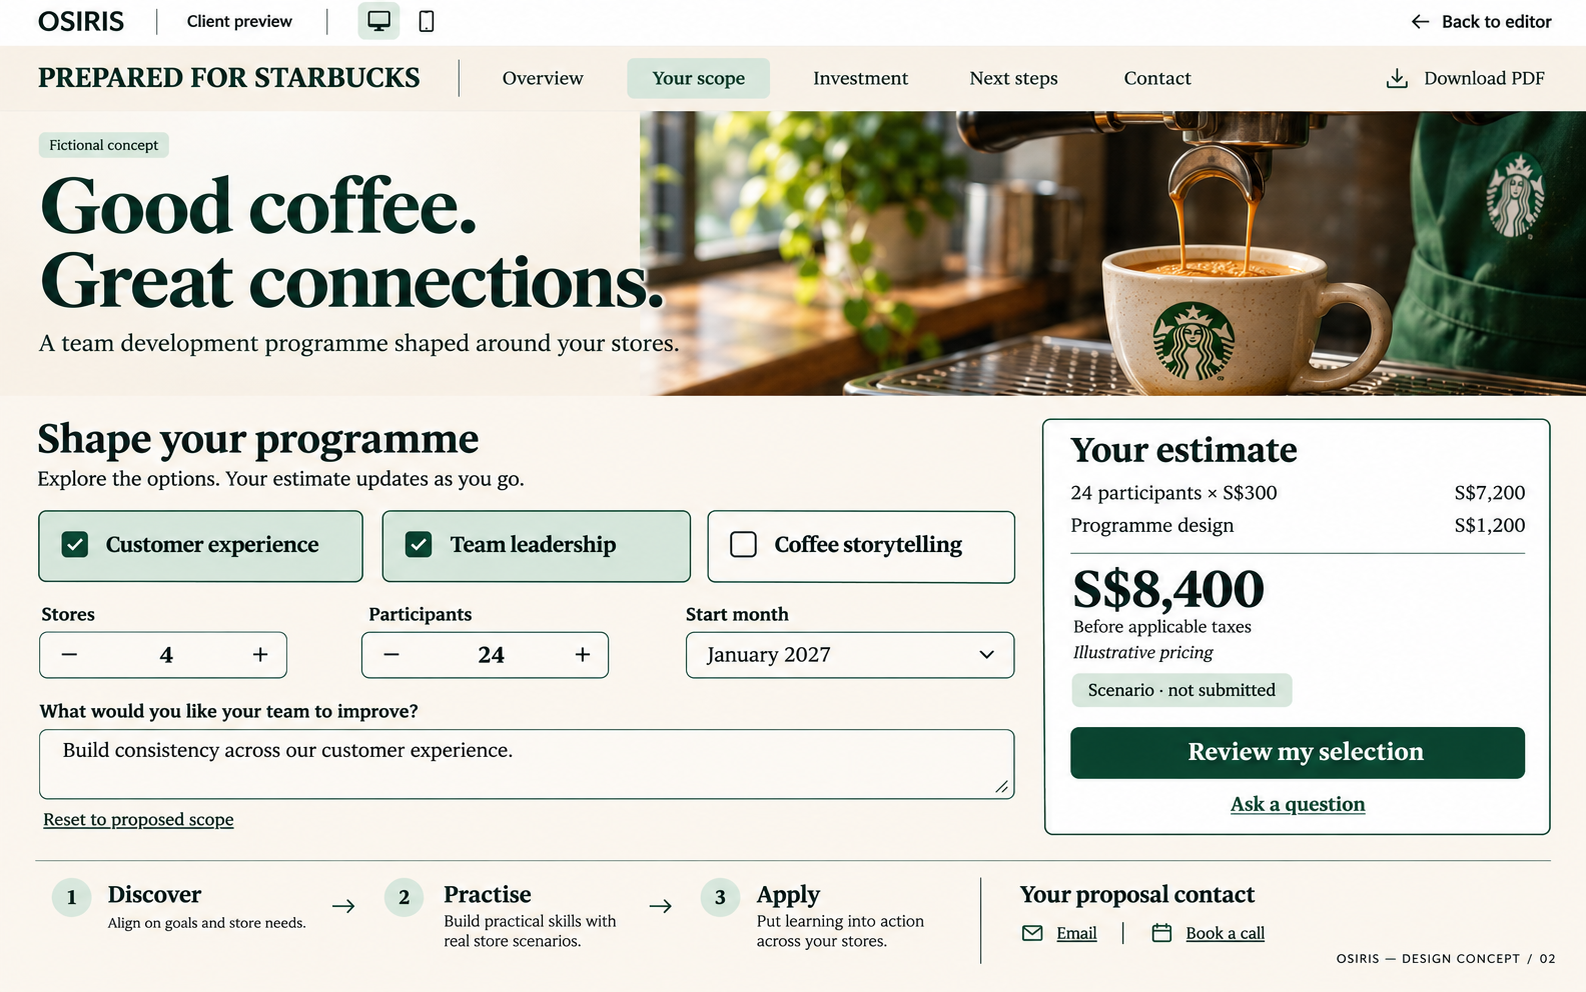 OSIRIS
Client preview
Back to editor
PREPARED FOR STARBUCKS
Overview
Your scope
Investment
Next steps
Contact
Download PDF
Fictional concept
Good coffee.
Great connections.
A team development programme shaped around your stores.
Shape your programme
Explore the options. Your estimate updates as you go.
Customer experience
Team leadership
Coffee storytelling
Stores
Participants
Start month
− 4 +
− 24 +
January 2027
What would you like your team to improve?
Build consistency across our customer experience.
Reset to proposed scope
Your estimate
24 participants × S$300 S$7,200
Programme design S$1,200
S$8,400
Before applicable taxes
Illustrative pricing
Scenario · not submitted
Review my selection
Ask a question
1 Discover
Align on goals and store needs.
→
2 Practise
Build practical skills with
real store scenarios.
→
3 Apply
Put learning into action
across your stores.
Your proposal contact
Email
Book a call
OSIRIS — DESIGN CONCEPT / 02